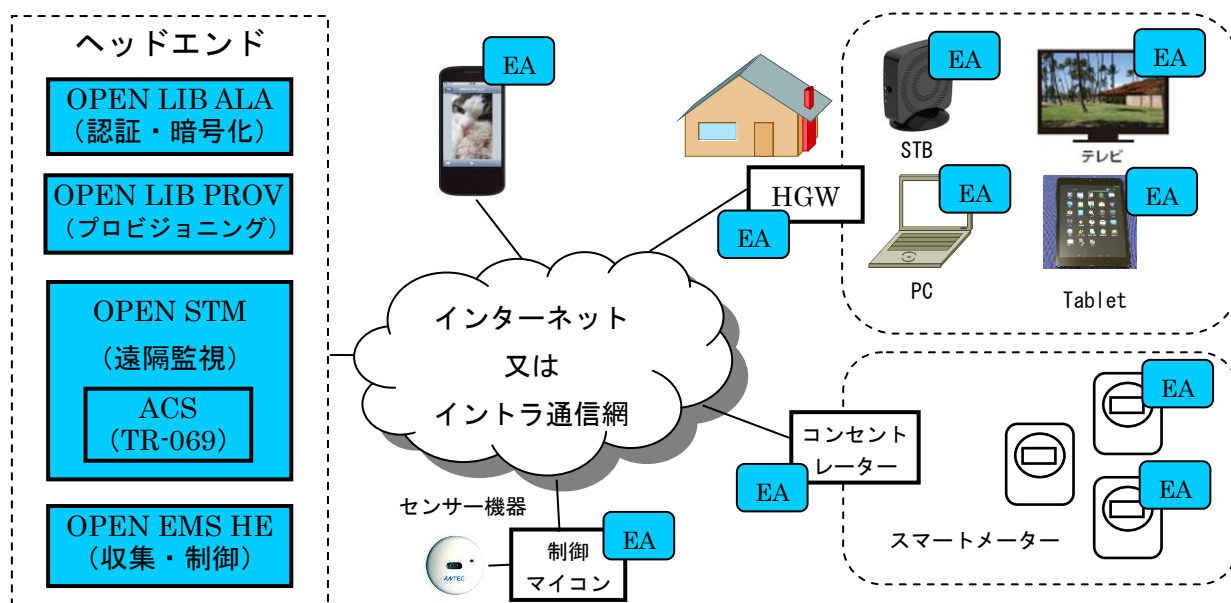 ヘッドエンド
OPEN LIB ALA
（認証・暗号化）
OPEN LIB PROV
（プロビジョニング）
OPEN STM
（遠隔監視）
ACS
（TR-069）
OPEN EMS HE
（収集・制御）
EA
HGW
EA
インターネット
又は
イントラ通信網
EA
STB
EA
テレビ
EA
PC
EA
Tablet
コンセント
レーター
EA
EA
EA
スマートメーター
センサー機器
ANTEC
制御
マイコン
EA